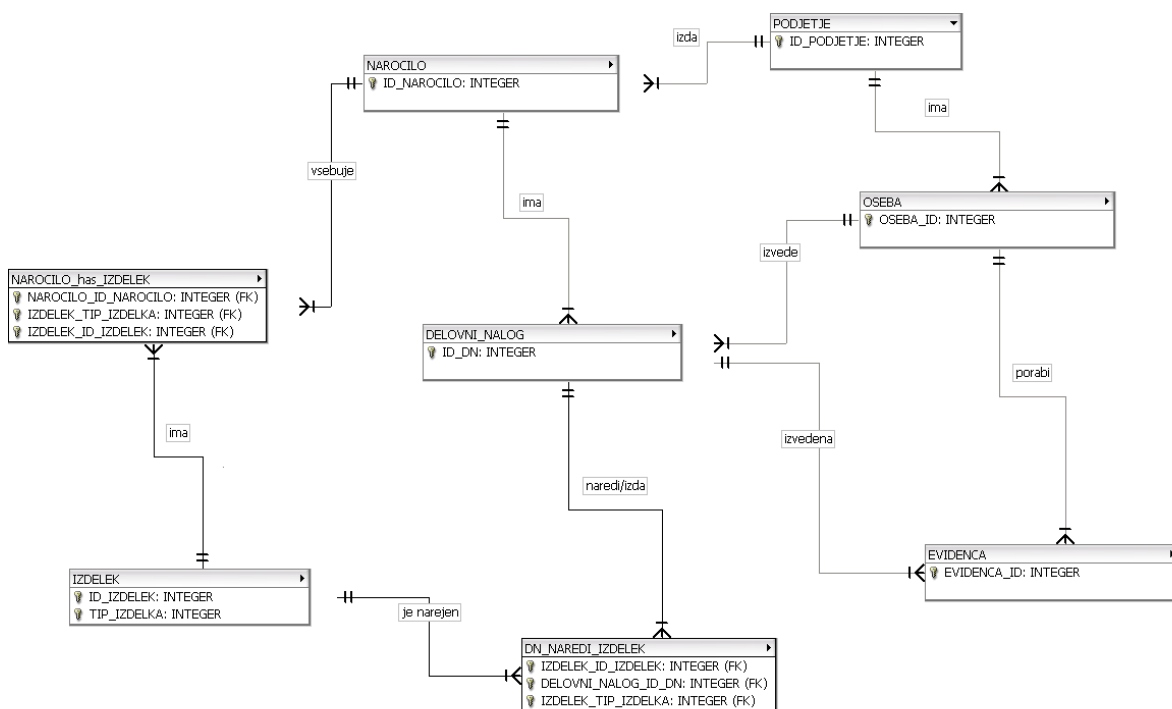 PODJETJE
ID_PODJETJE: INTEGER
izda
NAROCILO
ID_NAROCILO: INTEGER
ima
vsebuje
ima
OSEBA
OSEBA_ID: INTEGER
izvede
NAROCILO_has_IZDELEK
NAROCILO_ID_NAROCILO: INTEGER (FK)
IZDELEK_TIP_IZDELKA: INTEGER (FK)
IZDELEK_ID_IZDELEK: INTEGER (FK)
DELOVNI_NALOG
ID_DN: INTEGER
porabi
ima
izvedena
naredi/izda
EVIDENCA
EVIDENCA_ID: INTEGER
IZDELEK
ID_IZDELEK: INTEGER
TIP_IZDELKA: INTEGER
je narejen
DN_NAREDI_IZDELEK
IZDELEK_ID_IZDELEK: INTEGER (FK)
DELOVNI_NALOG_ID_DN: INTEGER (FK)
IZDELEK_TIP_IZDELKA: INTEGER (FK)